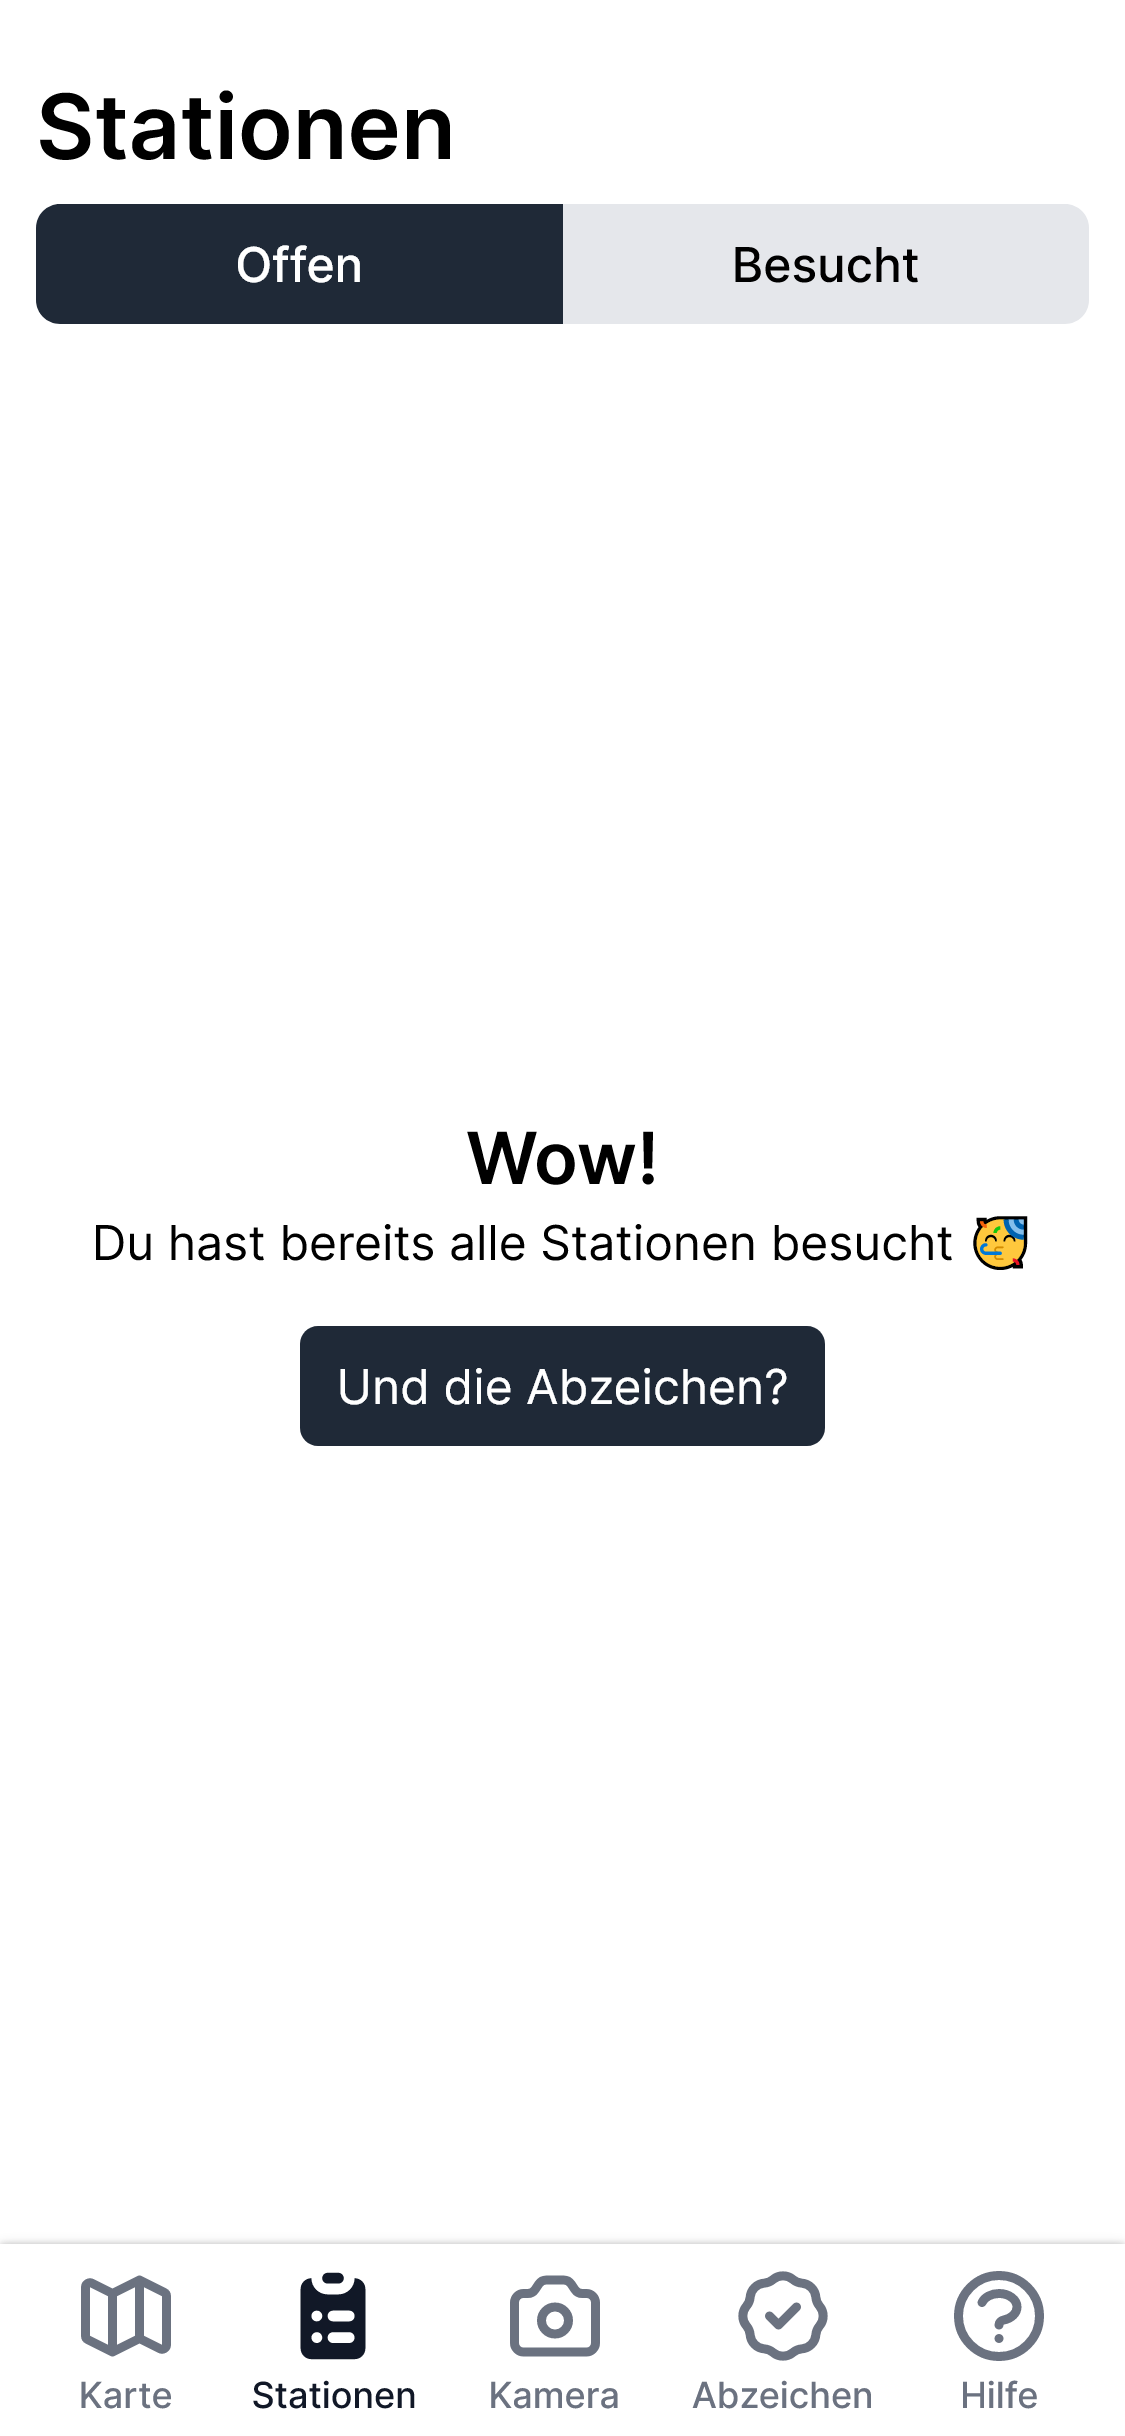 Stationen
Offen
Besucht
Wow!
Du hast bereits alle Stationen besucht 🥳
Und die Abzeichen?
Karte
Stationen
Kamera
Abzeichen
Hilfe